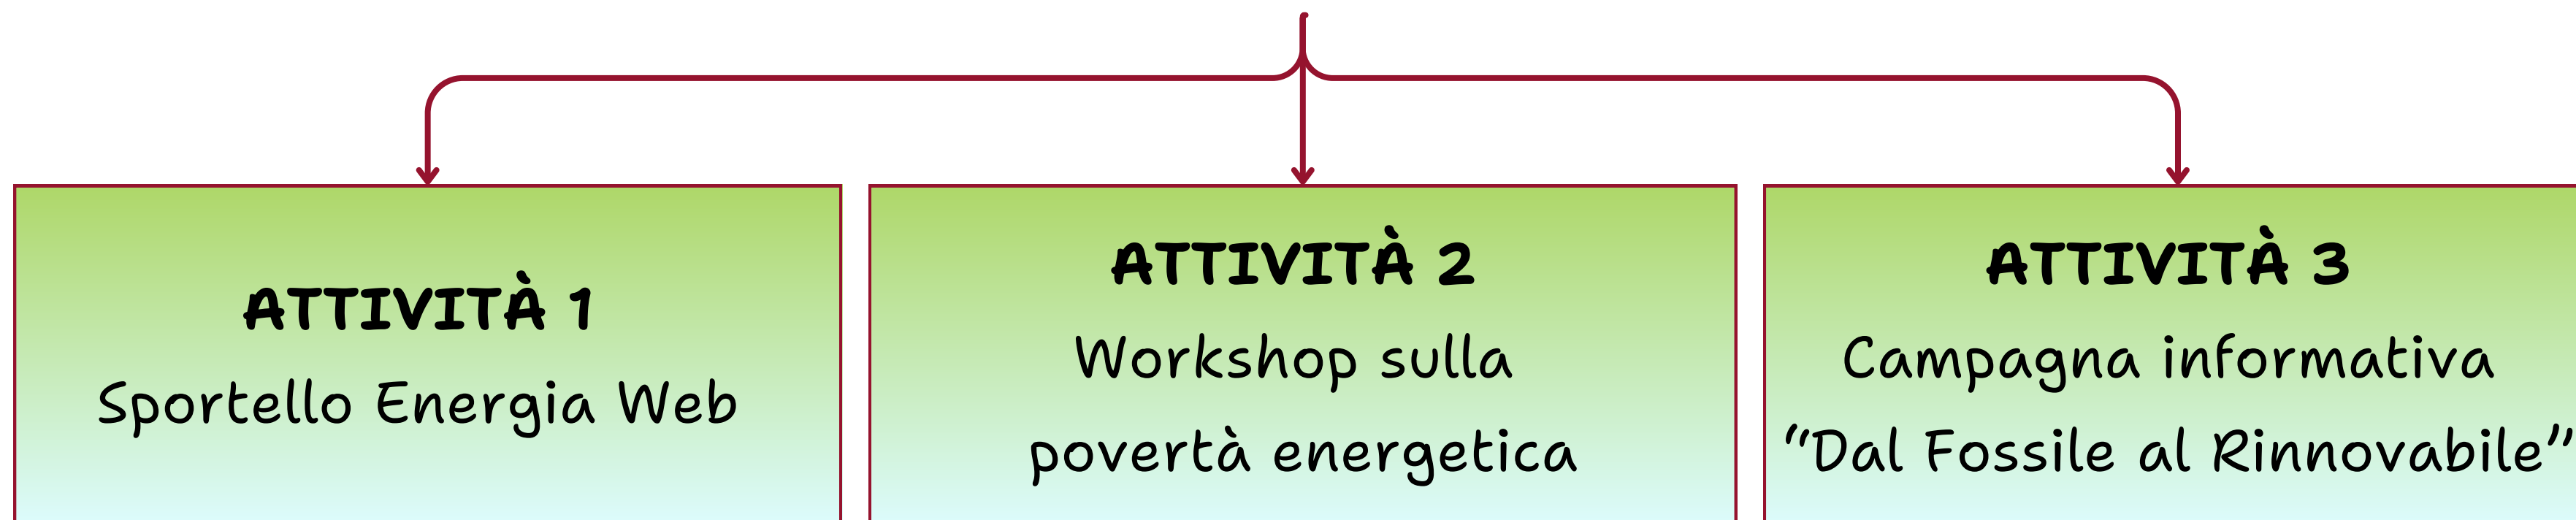 ATTIVITÀ 1
Sportello Energia Web
ATTIVITÀ 2
Workshop sulla
povertà energetica
ATTIVITÀ 3
Campagna informativa
“Dal Fossile al Rinnovabile”